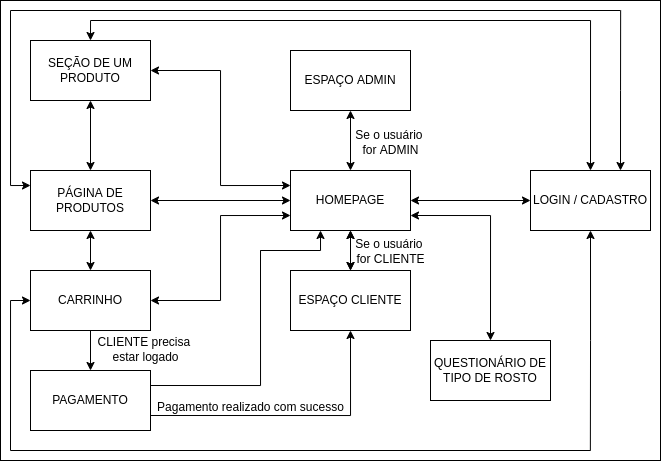 SEÇÃO DE UM
PRODUTO
ESPAÇO ADMIN
Se o usuário
for ADMIN
PÁGINA DE
PRODUTOS
HOMEPAGE
LOGIN / CADASTRO
Se o usuário
for CLIENTE
CARRINHO
ESPAÇO CLIENTE
CLIENTE precisa
estar logado
QUESTIONÁRIO DE
TIPO DE ROSTO
PAGAMENTO
Pagamento realizado com sucesso